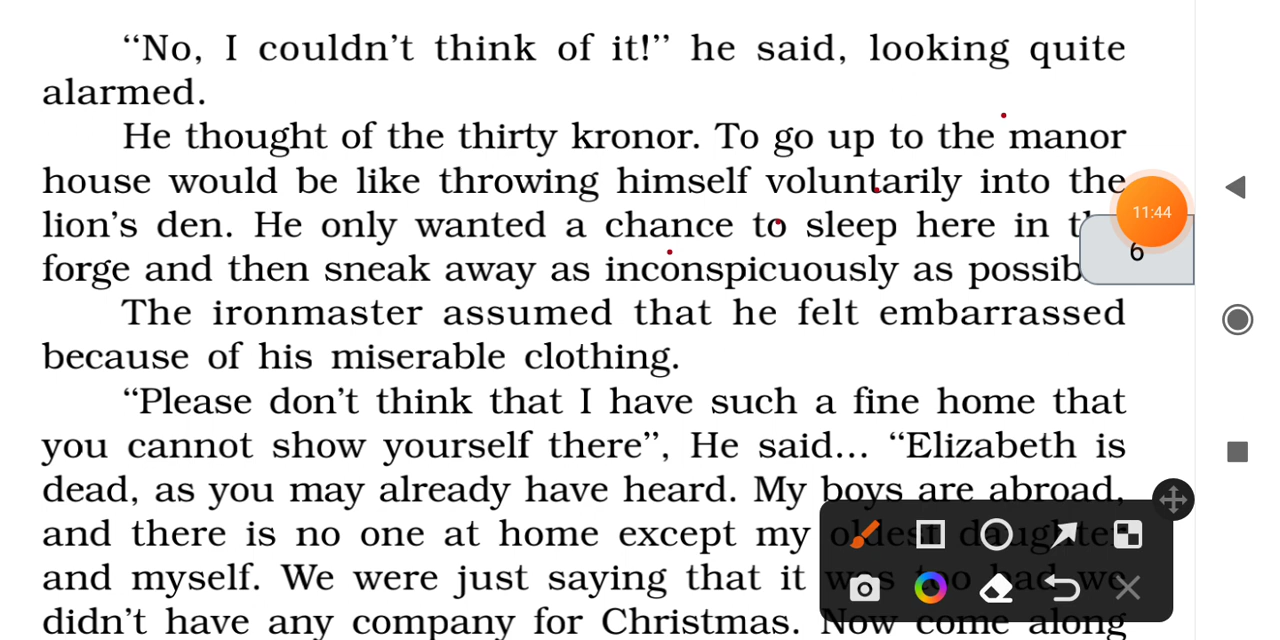 “No, I couldn’t think of it!” he said, looking quite
alarmed.
He thought of the thirty kronor. To go up to the manor
house would be like throwing himself voluntarily into the
11:44
lion’s den. He only wanted a chance to sleep here in
6
forge and then sneak away as inconspicuously as
The ironmaster assumed that he felt embarrassed
because of his miserable clothing.
“Please don’t think that I have such a fine home that
you cannot show yourself there”, He said... “Elizabeth is
dead, as you may already have heard. My boys are abroad,
and there is no one at home except my oldest daughter
and myself. We were just saying that it was too bad we
didn’t have any company for Christmas. Now come along